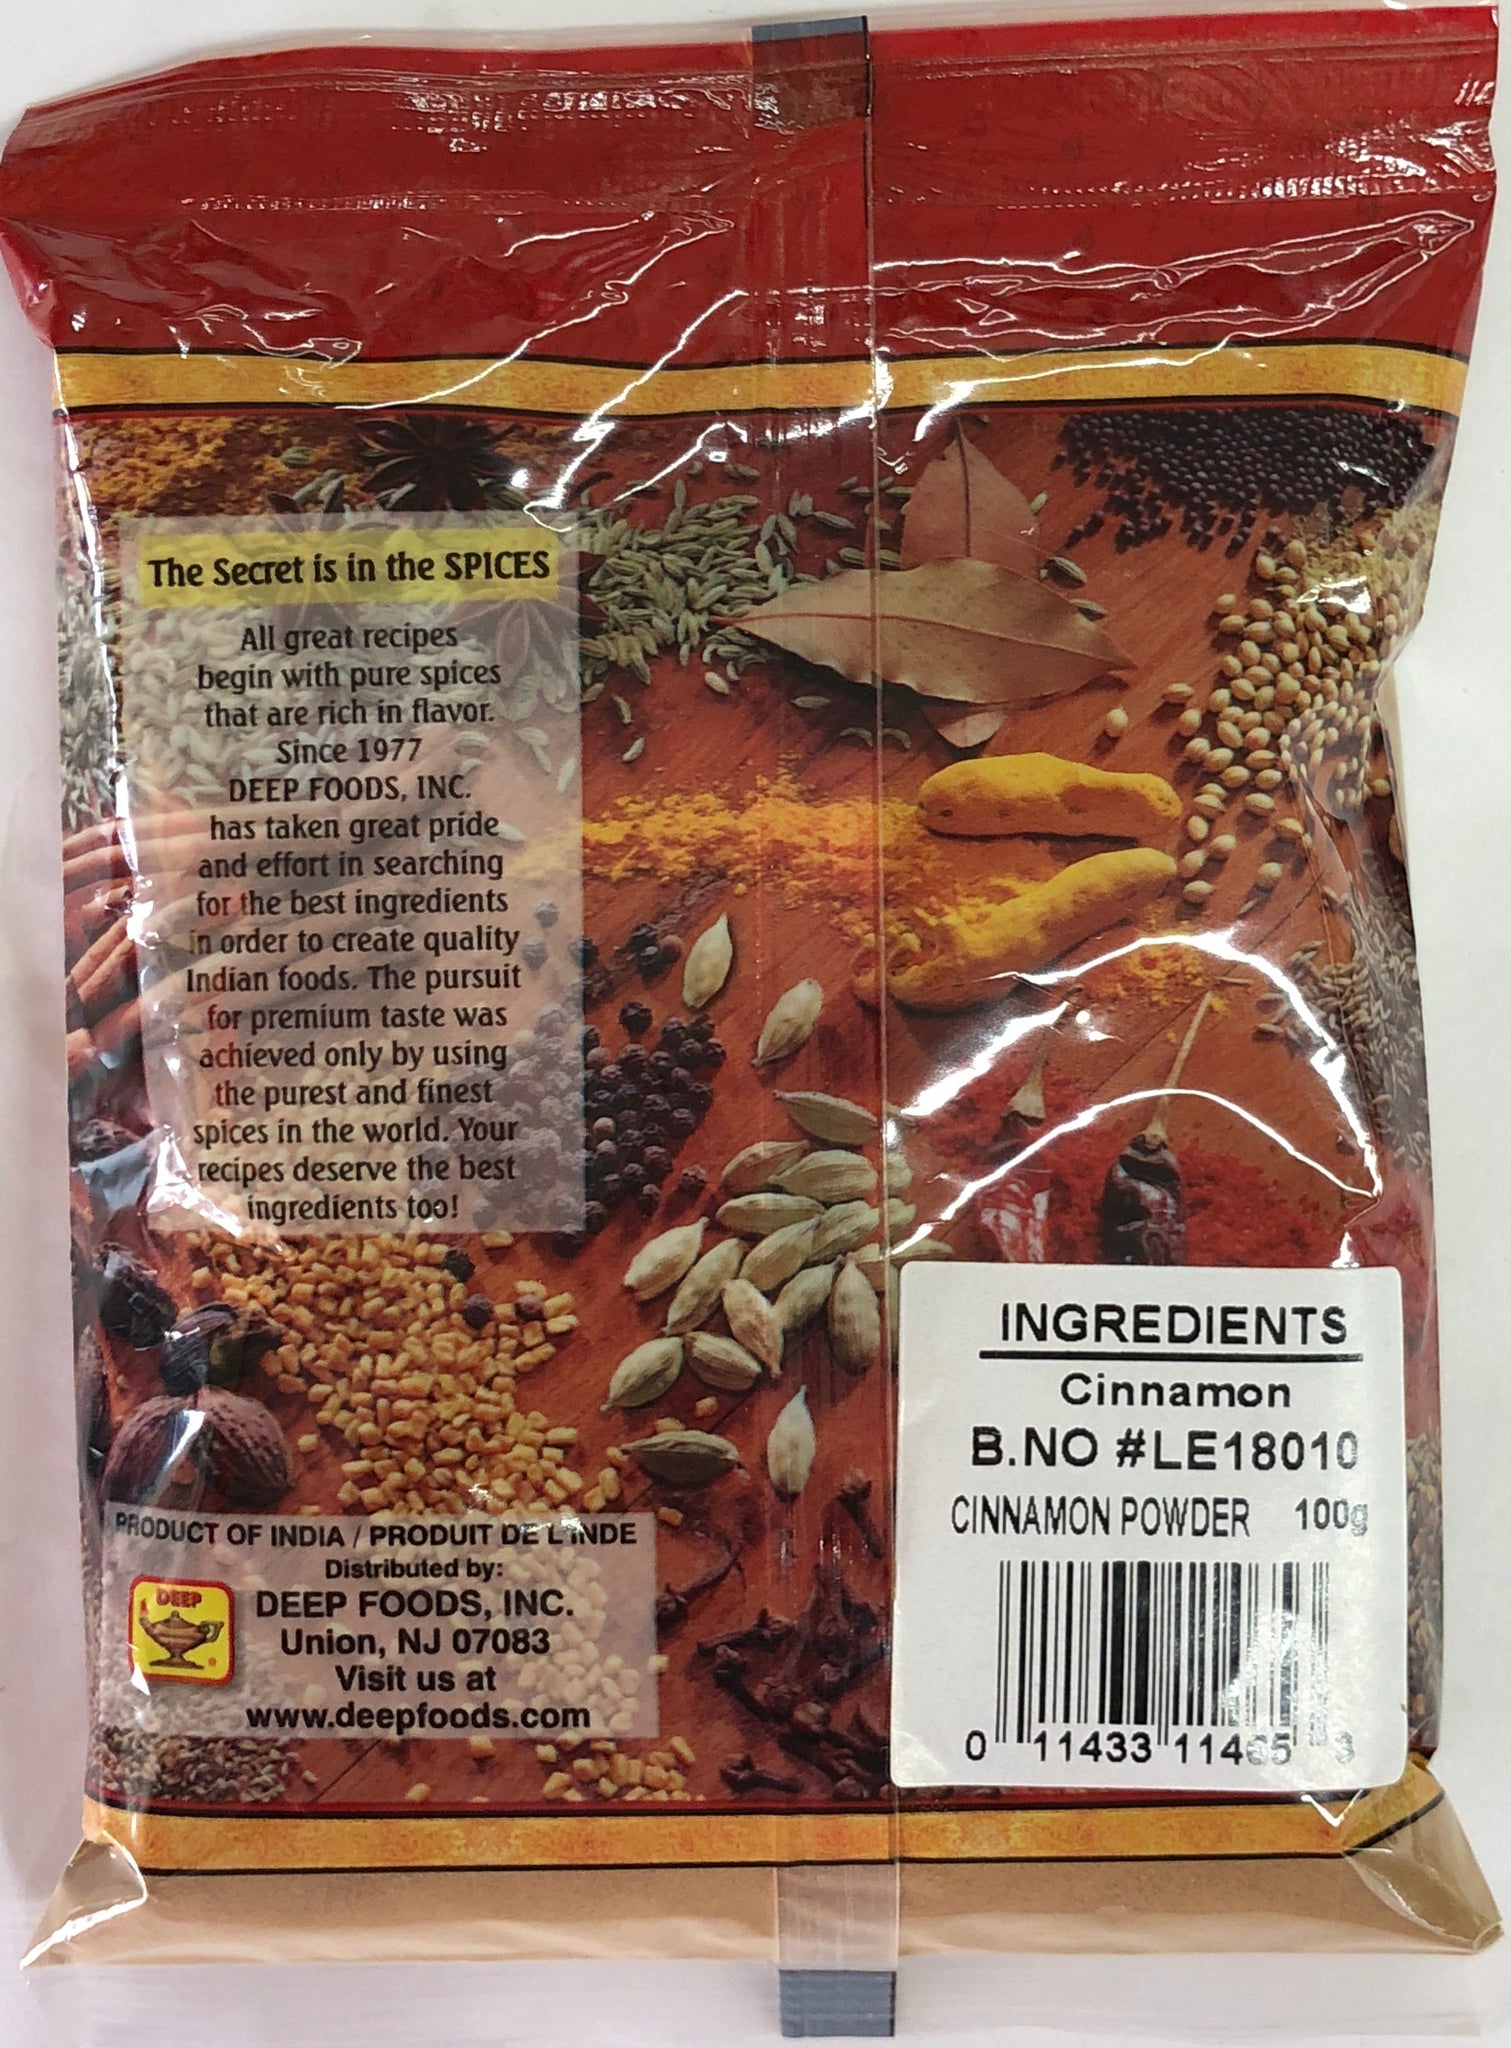 The Secret is in the SPICES
All great recipes
begin with pure spices
that are rich in flavor.
Since 1977
DEEP FOODS, INC.
has taken great pride
and effort in searching
for the best ingredients
in order to create quality
Indian foods. The pursuit
for premium taste was
achieved only by using
the purest and finest
spices in the world. Your
recipes deserve the best
ingredients too!
PRODUCT OF INDIA / PRODUIT DE L'INDE
Distributed by:
DEEP
DEEP FOODS, INC.
Union, NJ 07083
Visit us at
www.deepfoods.com
INGREDIENTS
Cinnamon
B.NO #LE18010
CINNAMON POWDER 100g
0 11433 11465 3